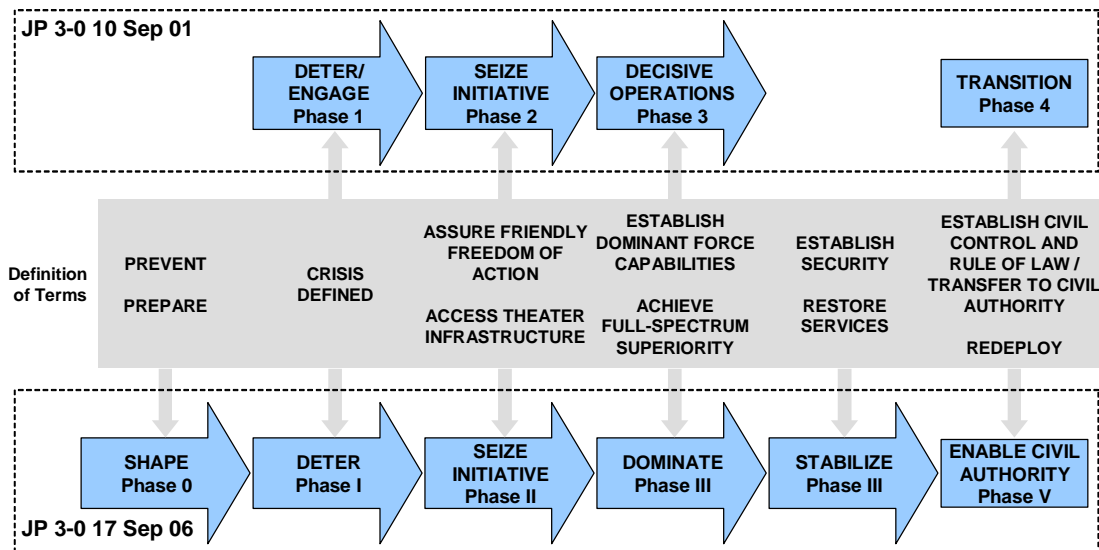 JP 3-0 10 Sep 01
DETER/
ENGAGE
Phase 1
SEIZE
INITIATIVE
Phase 2
DECISIVE
OPERATIONS
Phase 3
TRANSITION
Phase 4
Definition
of Terms
PREVENT
PREPARE
CRISIS
DEFINED
ASSURE FRIENDLY
FREEDOM OF
ACTION
ACCESS THEATER
INFRASTRUCTURE
ESTABLISH
DOMINANT FORCE
CAPABILITIES
ACHIEVE
FULL-SPECTRUM
SUPERIORITY
ESTABLISH
SECURITY
RESTORE
SERVICES
ESTABLISH CIVIL
CONTROL AND
RULE OF LAW /
TRANSFER TO CIVIL
AUTHORITY
REDEPLOY
SHAPE
Phase 0
DETER
Phase I
SEIZE
INITIATIVE
Phase II
DOMINATE
Phase III
STABILIZE
Phase III
ENABLE CIVIL
AUTHORITY
Phase V
JP 3-0 17 Sep 06